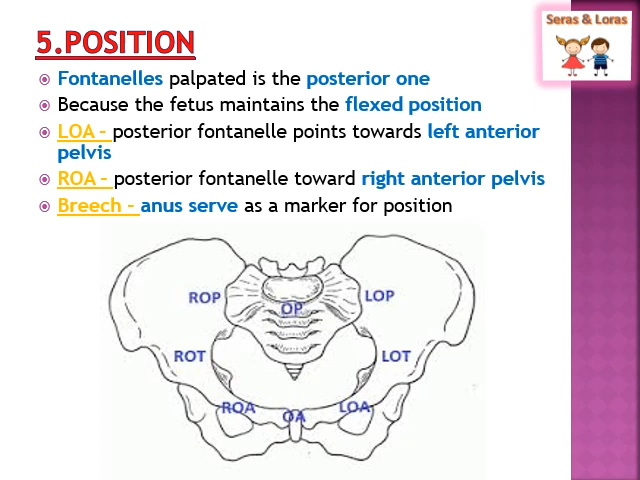 Seras & Loras
5.POSITION
Fontanelles palpated is the posterior one
Because the fetus maintains the flexed position
LOA – posterior fontanelle points towards left anterior
pelvis
ROA – posterior fontanelle toward right anterior pelvis
Breech – anus serve as a marker for position
ROP LOP
OP
ROT LOT
ROA OA LOA